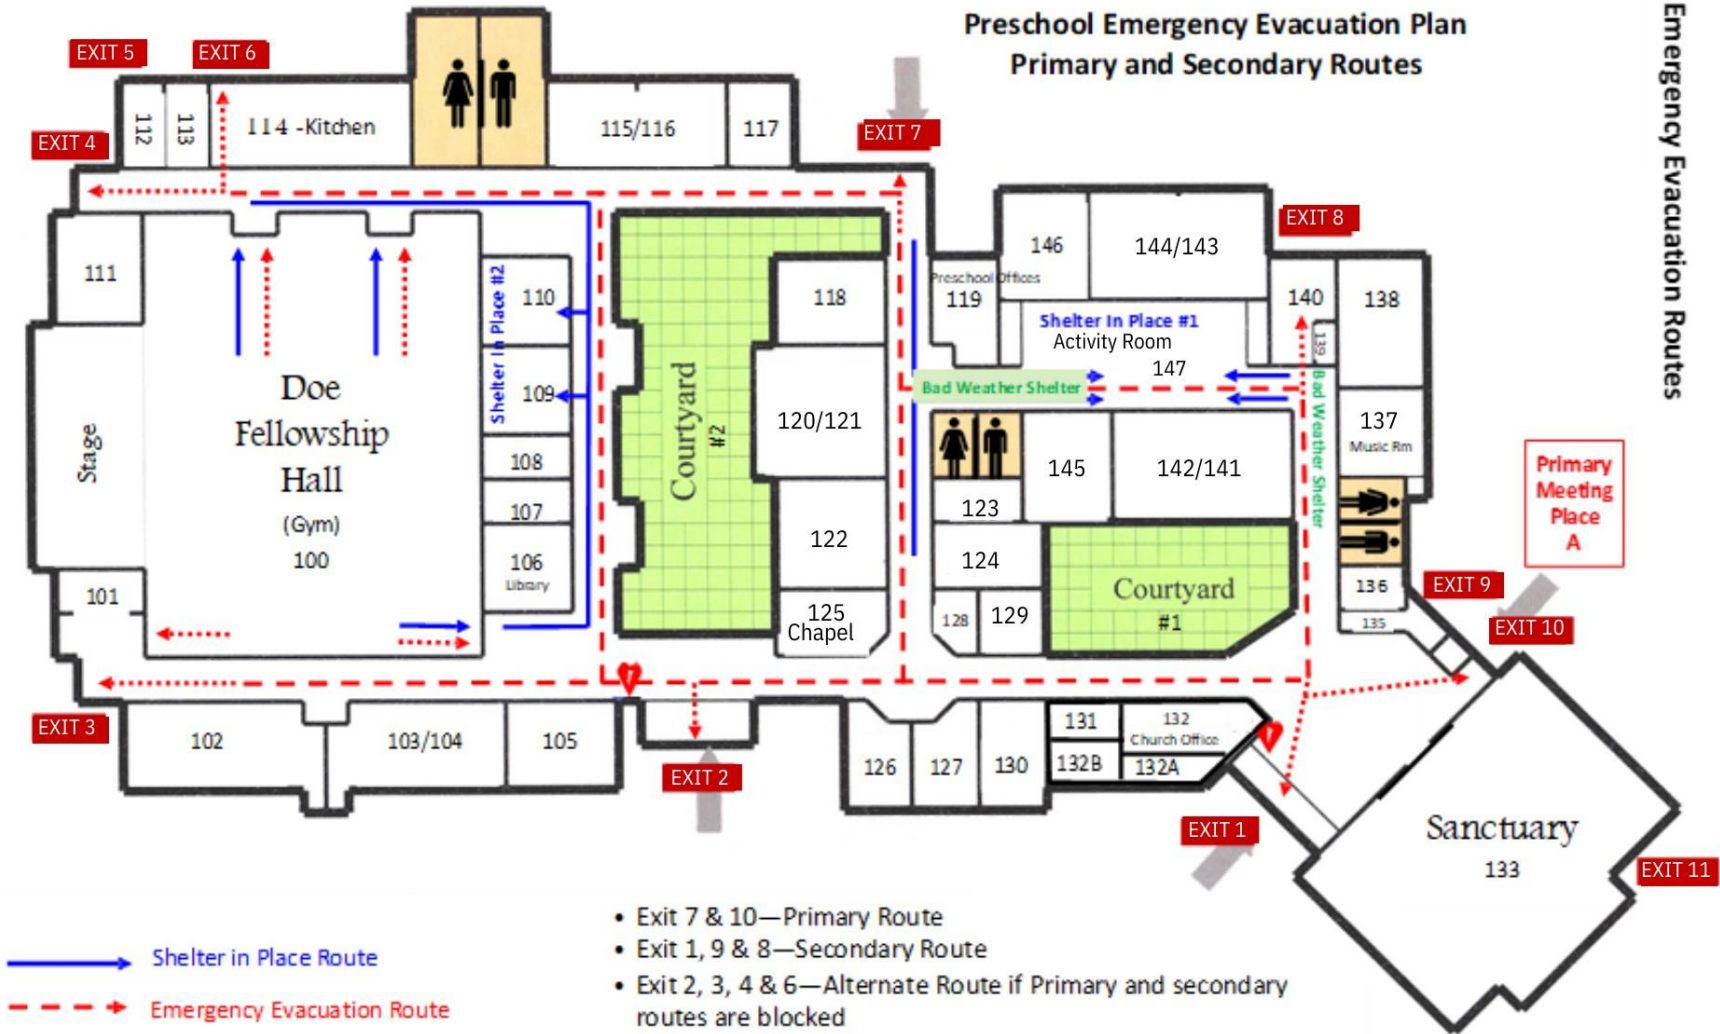 Preschool Emergency Evacuation Plan
Primary and Secondary Routes
Emergency Evacuation Routes
EXIT 5
EXIT 6
EXIT 4
EXIT 7
EXIT 8
112
113
114 -Kitchen
115/116
117
111
110
109
108
107
106
Library
Shelter In Place #2
Doe
Fellowship
Hall
(Gym)
100
Stage
101
Courtyard
#2
118
120/121
122
125
Chapel
Preschool Offices
119
146
144/143
Shelter In Place #1
Activity Room
147
Bad Weather Shelter
140
139
138
Bad Weather Shelter
137
Music Rm
145
142/141
123
124
128
129
Courtyard
#1
136
135
Primary
Meeting
Place
A
EXIT 9
EXIT 10
EXIT 3
102
103/104
105
EXIT 2
126
127
130
131
132
Church Office
132B
132A
EXIT 1
Sanctuary
133
EXIT 11
Shelter in Place Route
Emergency Evacuation Route
• Exit 7 & 10—Primary Route
• Exit 1, 9 & 8—Secondary Route
• Exit 2, 3, 4 & 6—Alternate Route if Primary and secondary
routes are blocked